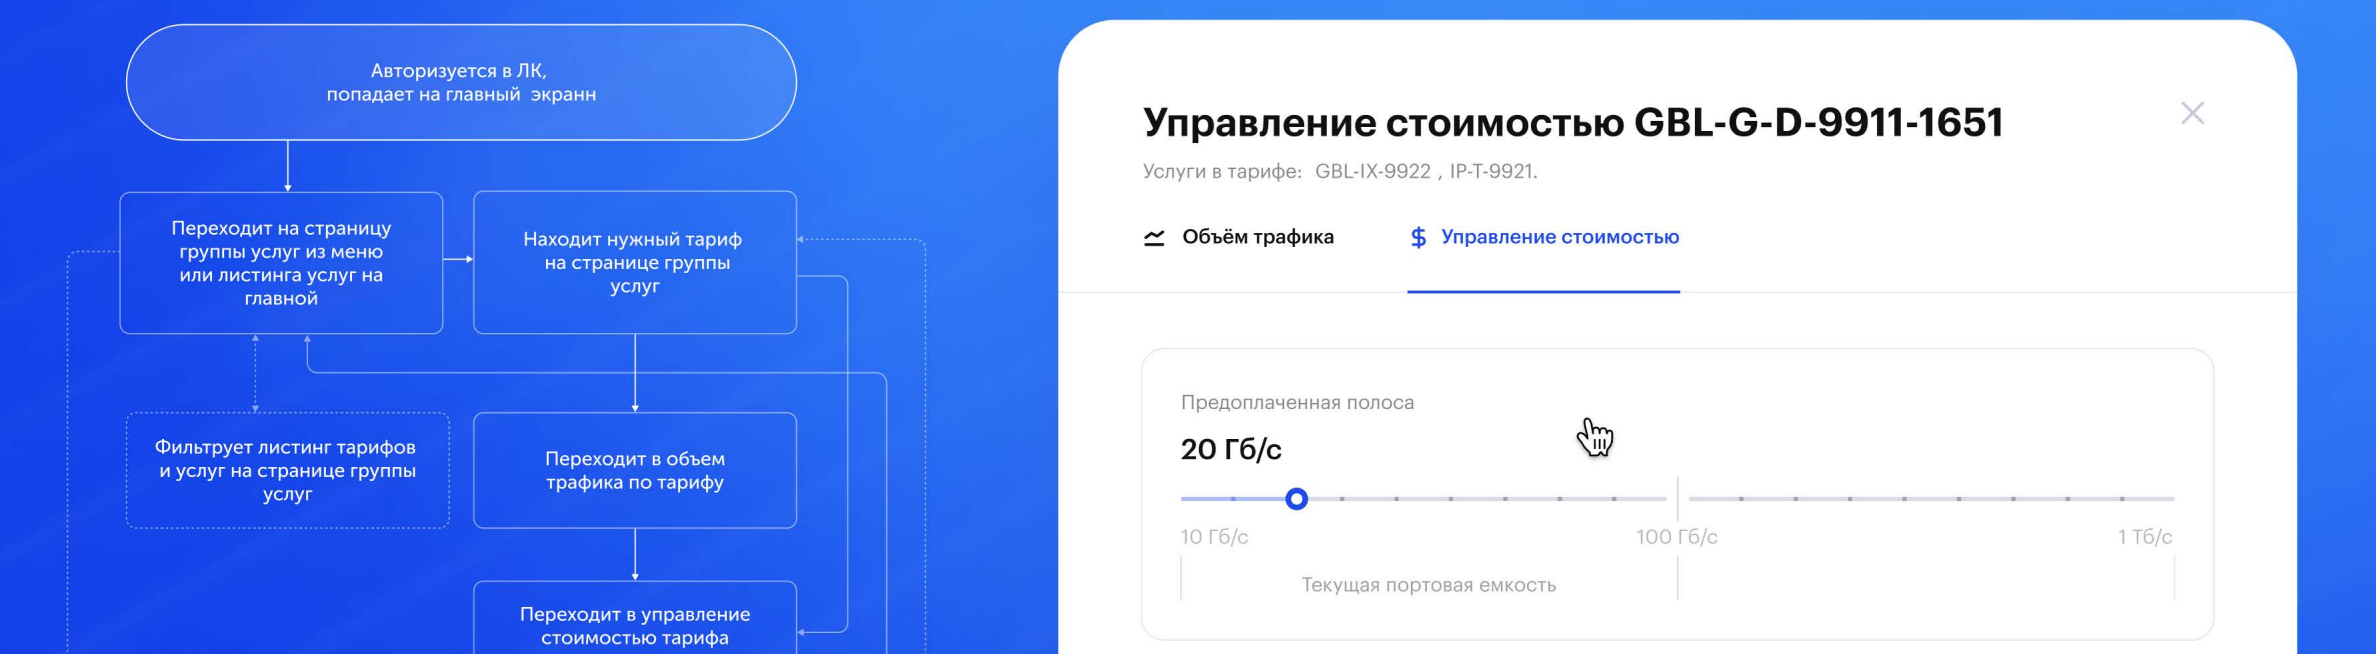 Авторизуется в ЛК,
попадает на главный экранн
Переходит на страницу
группы услуг из меню
или листинга услуг на
главной
Находит нужный тариф
на странице группы
услуг
Фильтрует листинг тарифов
и услуг на странице группы
услуг
Переходит в объем
трафика по тарифу
Переходит в управление
стоимостью тарифа
Управление стоимостью GBL-G-D-9911-1651
Услуги в тарифе: GBL-IX-9922 , IP-T-9921.
Объём трафика
$ Управление стоимостью
Предоплаченная полоса
20 Гб/с
10 Гб/с
100 Гб/с
1 Тб/с
Текущая портовая емкость